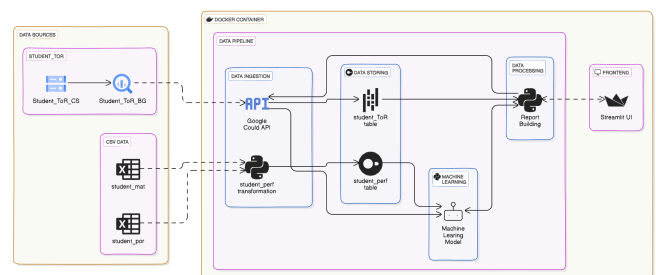 DOCKER CONTAINER
DATA SOURCES
STUDENT_TOR
Student_ToR_CS
Student_ToR_BG
CSV DATA
student_mat
student_por
DATA PIPELINE
DATA INGESTION
API
Google
Could API
student_perf
transformation
DATA STORING
student_ToR
table
student_perf
table
MACHINE
LEARNING
Machine
Learing
Model
DATA
PROCESSING
Report
Building
FRONTEND
Streamlit UI